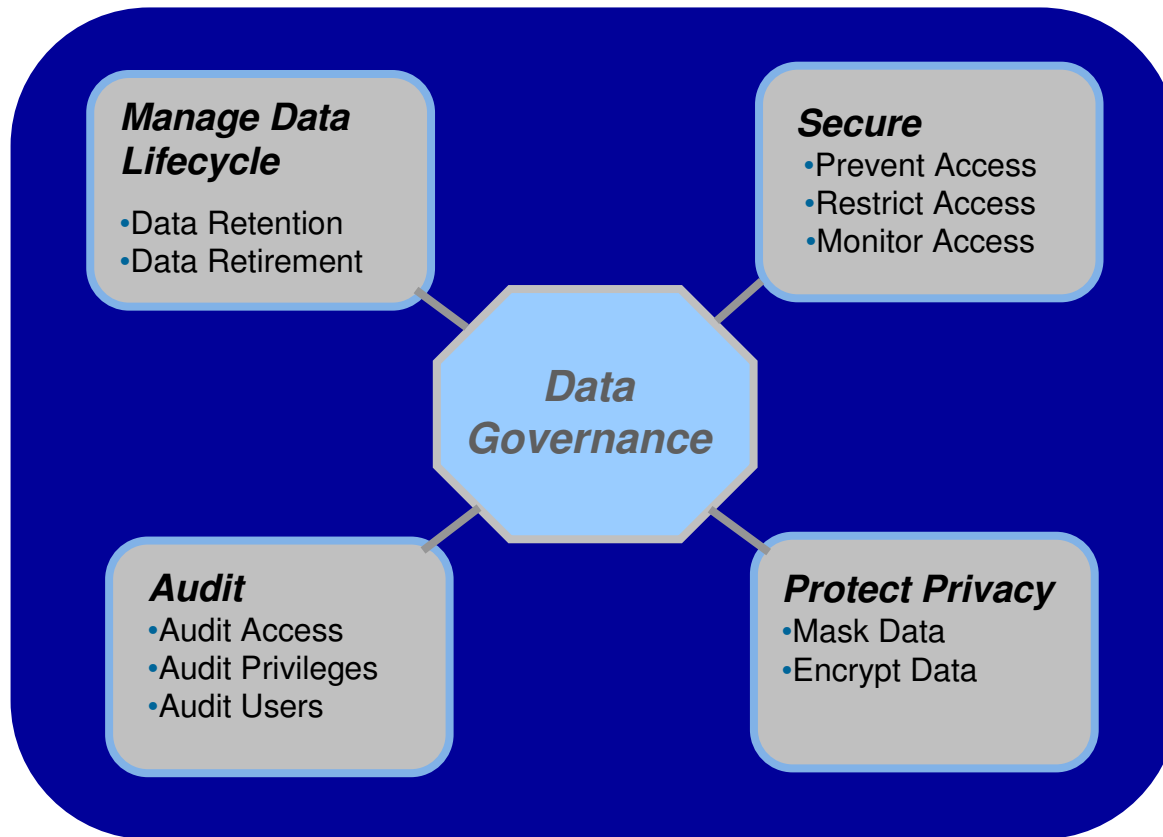 Manage Data
Lifecycle
•Data Retention
•Data Retirement
Secure
•Prevent Access
•Restrict Access
•Monitor Access
Data
Governance
Audit
•Audit Access
•Audit Privileges
•Audit Users
Protect Privacy
•Mask Data
•Encrypt Data